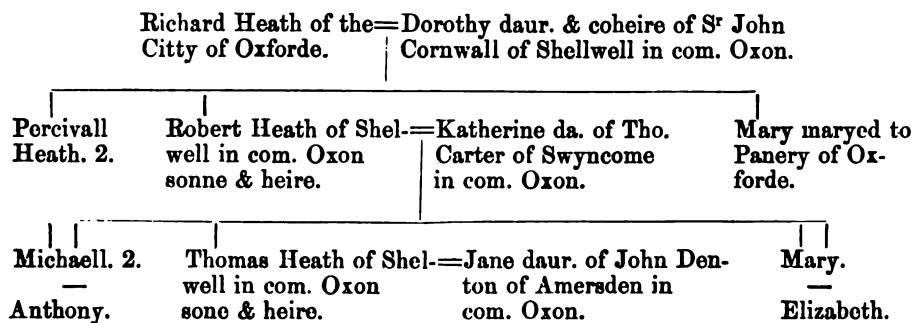 Richard Heath of the=Dorothy daur. & coheire of Sʳ John
Citty of Oxforde. Cornwall of Shellwell in com. Oxon.
Percivall Robert Heath of Shel-=Katherine da. of Tho. Mary maryed to
Heath. 2. well in com. Oxon Carter of Swyncome Panery of Ox-
sonne & heire. in com. Oxon. forde.
Michaell. 2. Thomas Heath of Shel-=Jane daur. of John Den- Mary.
— well in com. Oxon ton of Amersden in —
Anthony. sone & heire. com. Oxon. Elizabeth.